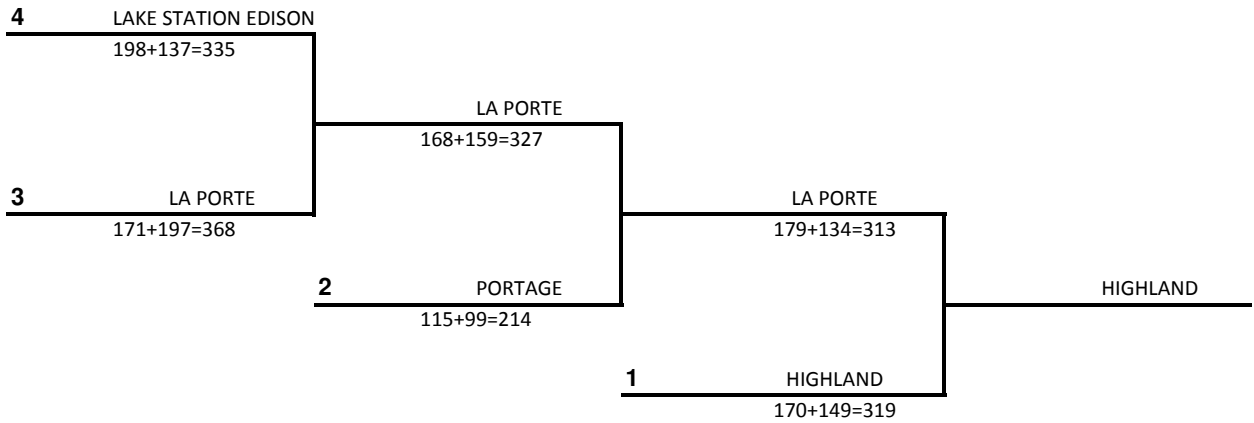 4 LAKE STATION EDISON
198+137=335
LA PORTE
168+159=327
3 LA PORTE
171+197=368
LA PORTE
179+134=313
2 PORTAGE
115+99=214
HIGHLAND
1 HIGHLAND
170+149=319